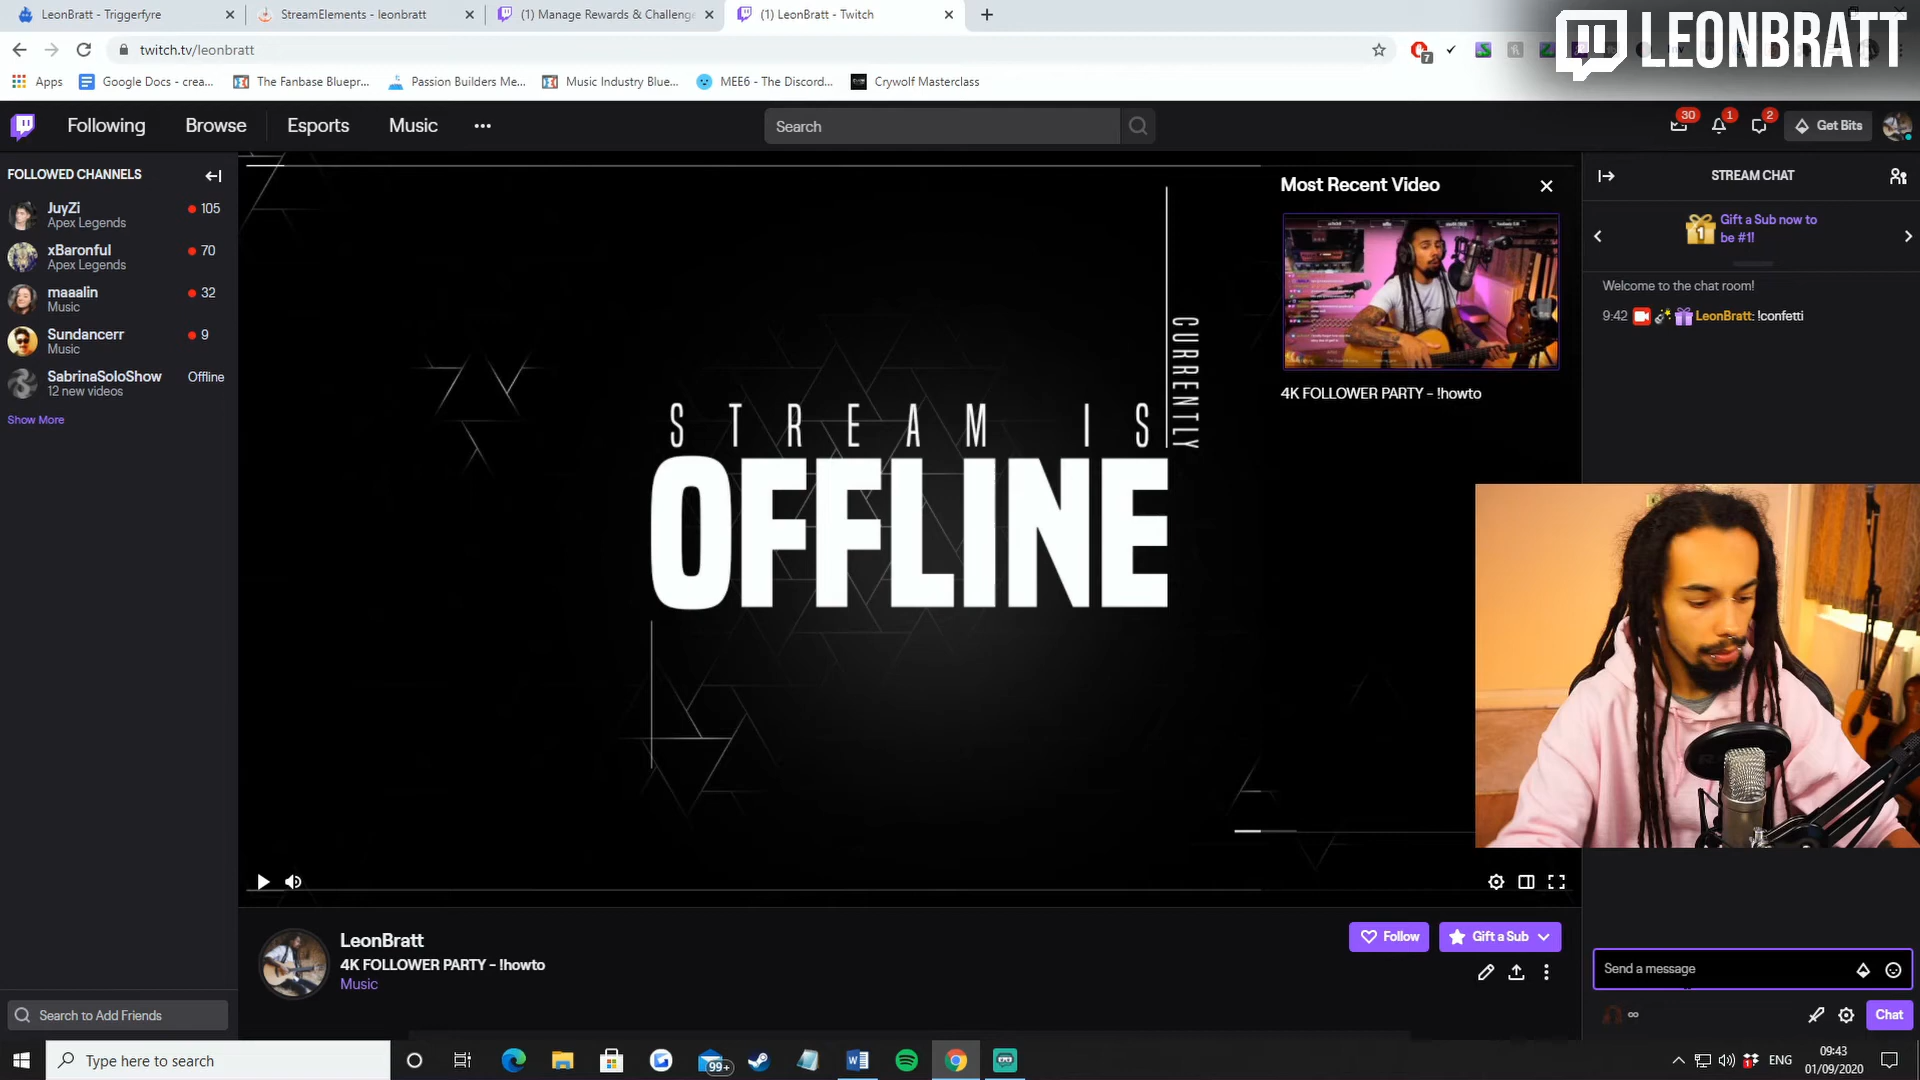 LeonBratt - Triggerfyre
StreamElements - leonbratt
(1) Manage Rewards & Challenge
(1) LeonBratt - Twitch
LEONBRATT
twitch.tv/leonbratt
7
Apps
Google Docs - crea...
The Fanbase Bluepr...
Passion Builders Me...
Music Industry Blue...
MEE6 - The Discord...
Crywolf Masterclass
Following
Browse
Esports
Music
Search
30
1
2
Get Bits
FOLLOWED CHANNELS
JuyZi
105
Apex Legends
xBaronful
70
Apex Legends
maaalin
32
Music
Sundancerr
9
Music
SabrinaSoloShow
Offline
12 new videos
Show More
STREAM IS
CURRENTLY
OFFLINE
Most Recent Video
4K FOLLOWER PARTY - !howto
STREAM CHAT
1
Gift a Sub now to
be #1!
Welcome to the chat room!
9:42 LeonBratt: !confetti
LeonBratt
4K FOLLOWER PARTY - !howto
Music
Follow
Gift a Sub
Send a message
∞
Chat
Search to Add Friends
Type here to search
99+
1
ENG
09:43
01/09/2020